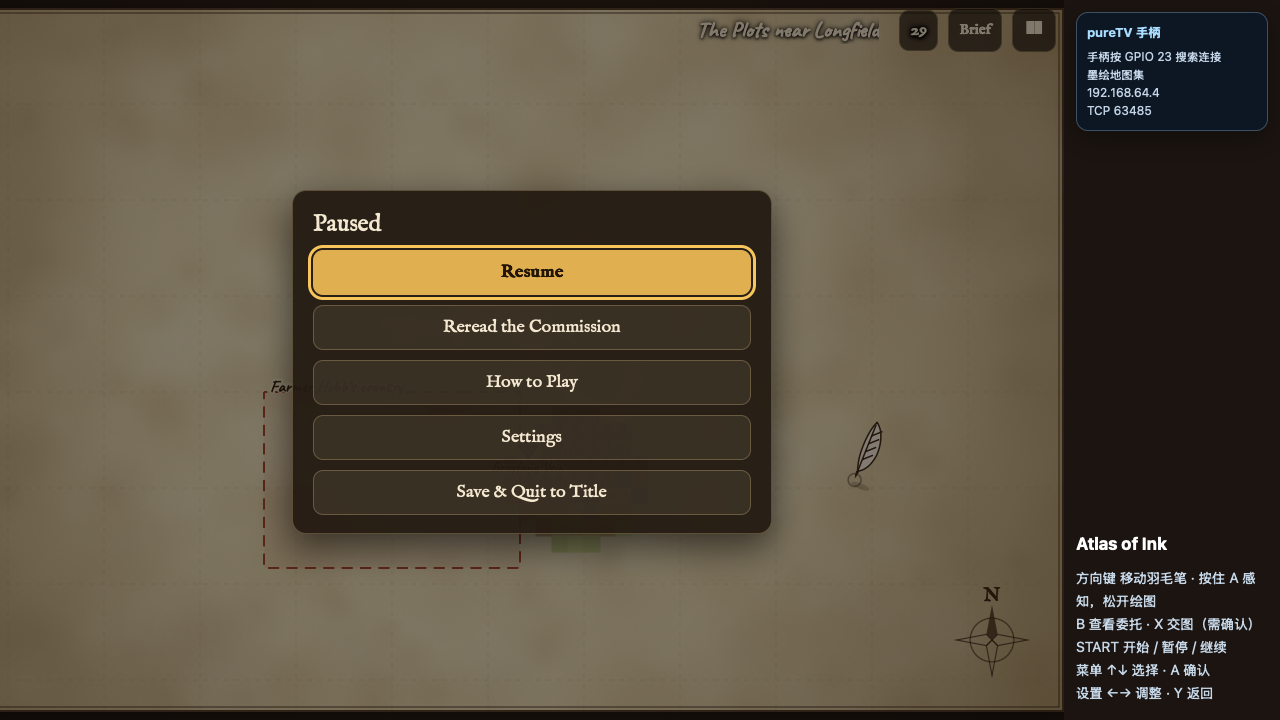 The Plots near Longfield
29
Brief
pureTV 手柄
手柄按 GPIO 23 搜索连接
墨绘地图集
192.168.64.4
TCP 63485
Paused
Resume
Reread the Commission
How to Play
Settings
Save & Quit to Title
N
Atlas of Ink
方向键 移动羽毛笔 · 按住 A 感
知，松开绘图
B 查看委托 · X 交图（需确认）
START 开始 / 暂停 / 继续
菜单 ↑↓ 选择 · A 确认
设置 ←→ 调整 · Y 返回